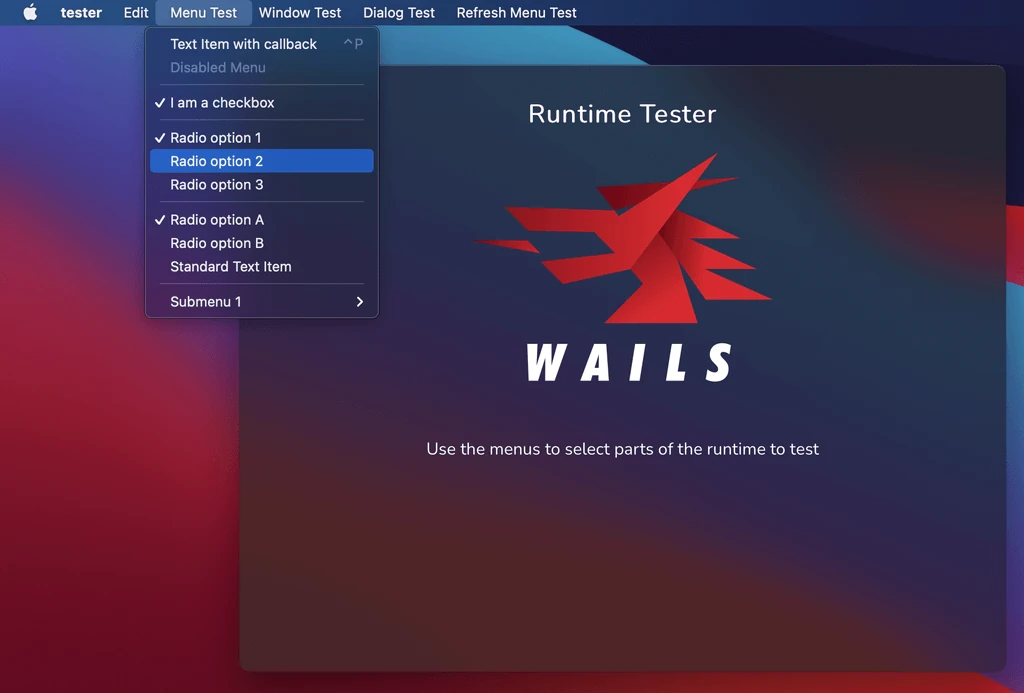 tester Edit Menu Test Window Test Dialog Test Refresh Menu Test
Text Item with callback ^P
Disabled Menu
✓ I am a checkbox
✓ Radio option 1
Radio option 2
Radio option 3
✓ Radio option A
Radio option B
Standard Text Item
Submenu 1 >
Runtime Tester
WAILS
Use the menus to select parts of the runtime to test